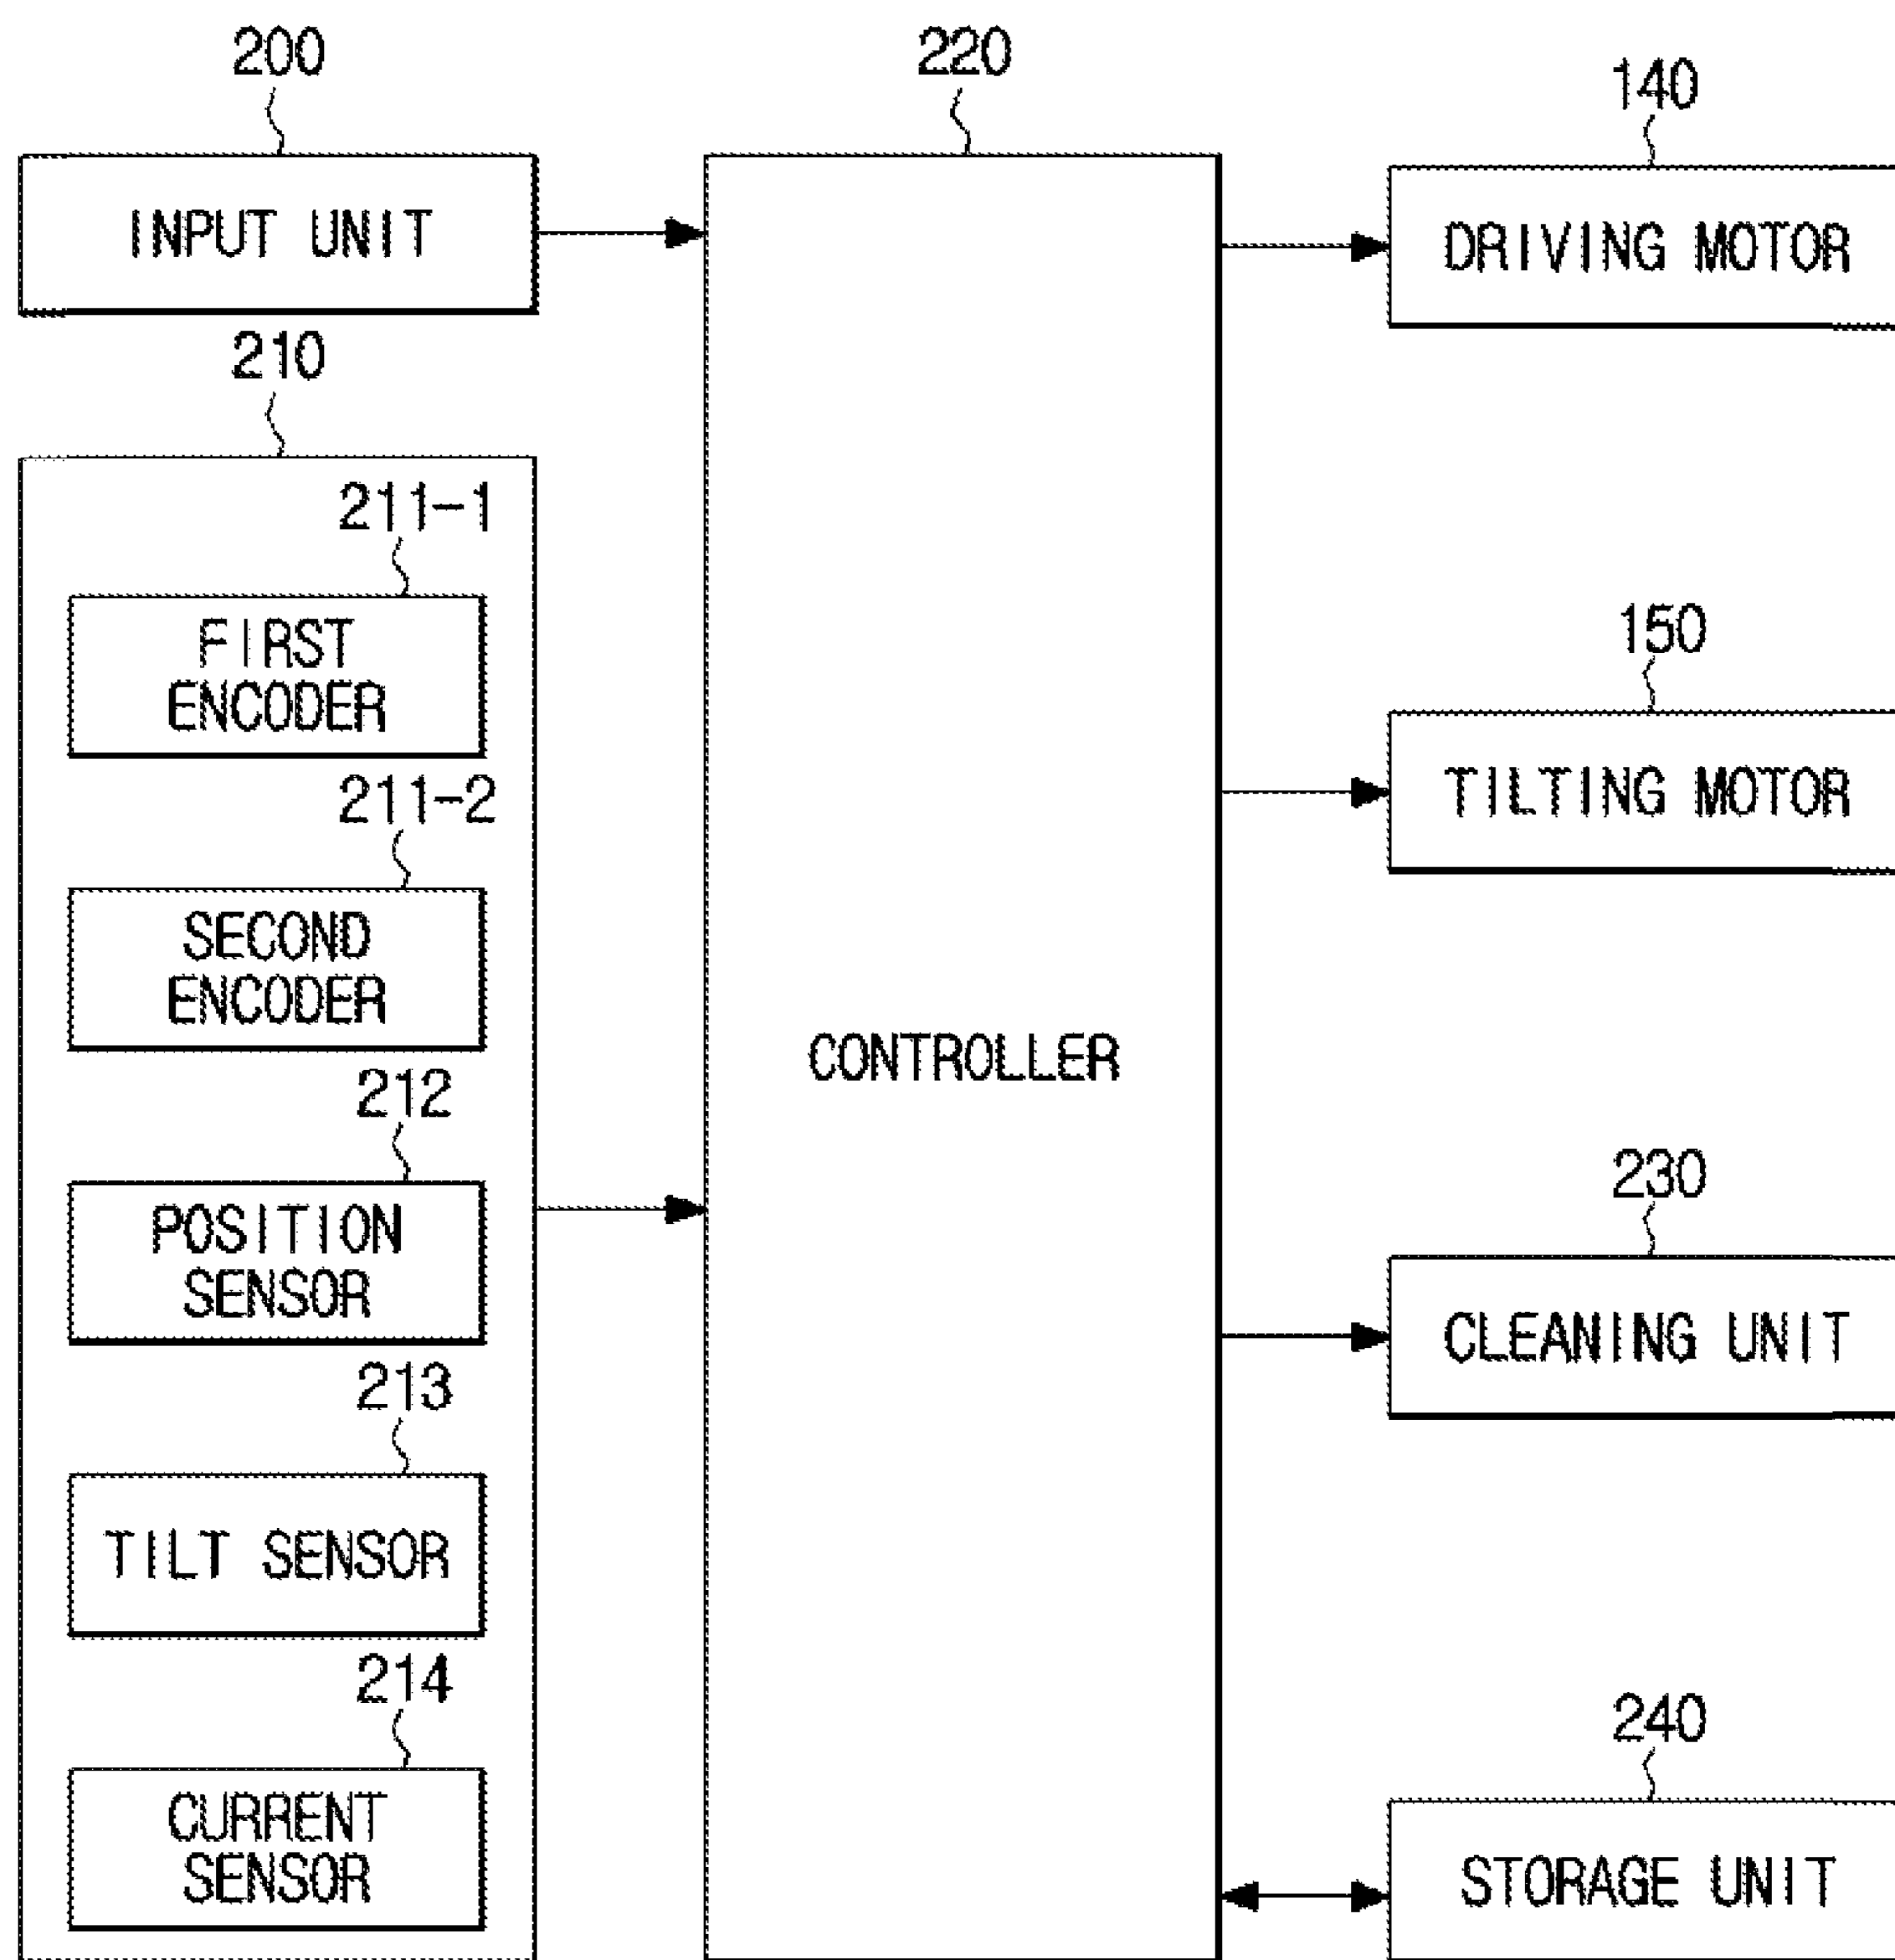 200
INPUT UNIT
210
211-1
FIRST
ENCODER
211-2
SECOND
ENCODER
212
POSITION
SENSOR
213
TILT SENSOR
214
CURRENT
SENSOR
220
CONTROLLER
140
DRIVING MOTOR
150
TILTING MOTOR
230
CLEANING UNIT
240
STORAGE UNIT